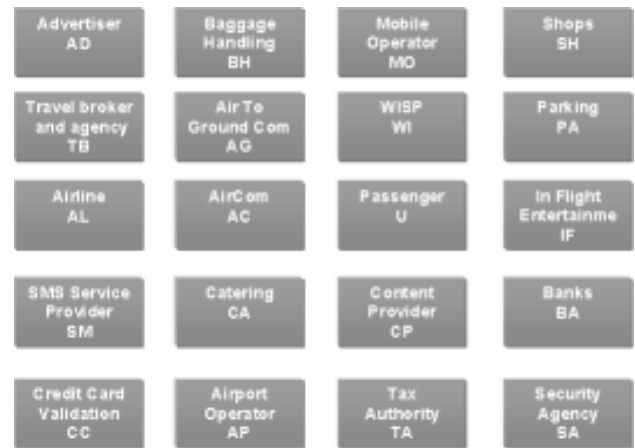 Advertiser
AD
Baggage
Handling
BH
Mobile
Operator
MO
Shops
SH
Travel broker
and agency
TB
Air To
Ground Com
AG
WISP
WI
Parking
PA
Airline
AL
AirCom
AC
Passenger
U
In Flight
Entertainme
IF
SMS Service
Provider
SM
Catering
CA
Content
Provider
CP
Banks
BA
Credit Card
Validation
CC
Airport
Operator
AP
Tax
Authority
TA
Security
Agency
SA